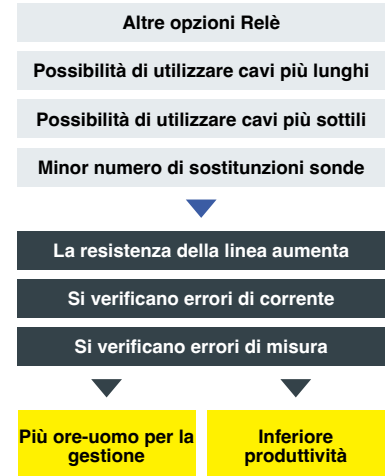 Altre opzioni Relè
Possibilità di utilizzare cavi più lunghi
Possibilità di utilizzare cavi più sottili
Minor numero di sostitunzioni sonde
La resistenza della linea aumenta
Si verificano errori di corrente
Si verificano errori di misura
Più ore-uomo per la
gestione
Inferiore
produttività